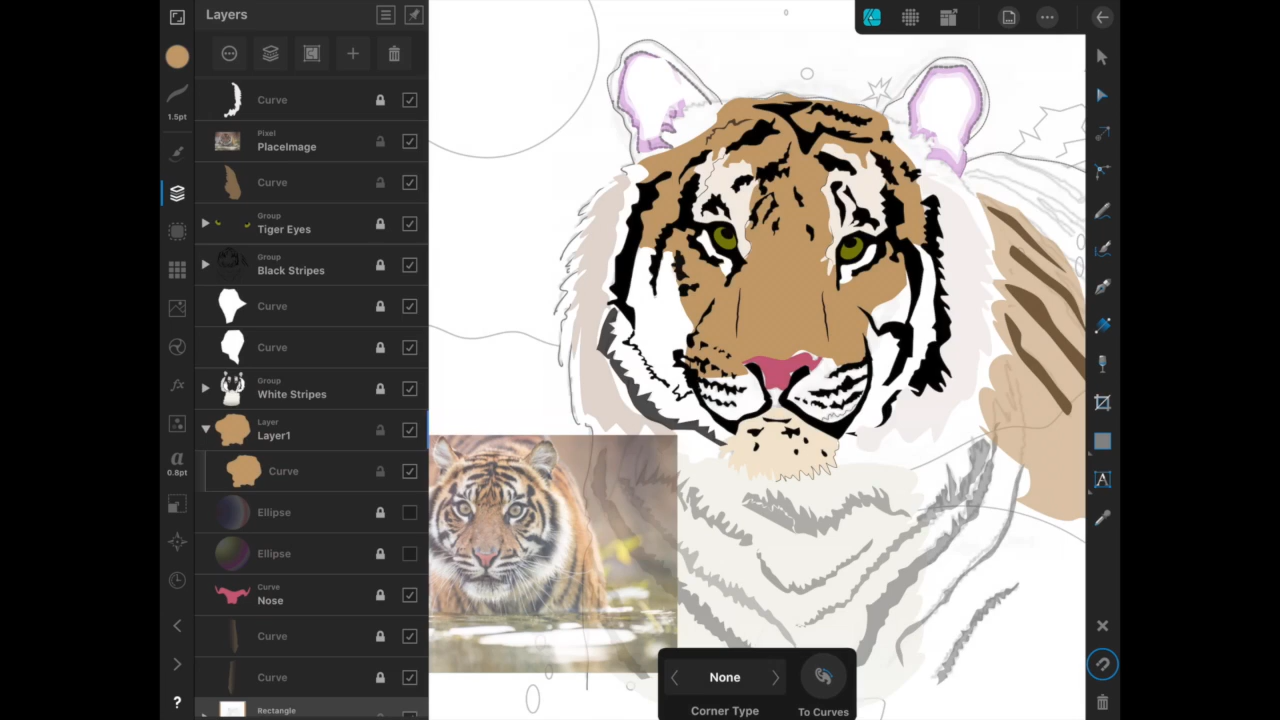 Layers
Curve
1.5pt
Pixel
PlaceImage
Curve
Group
Tiger Eyes
Group
Black Stripes
Curve
Curve
fx
Group
White Stripes
Layer
Layer1
a
0.8pt
Curve
Ellipse
A
Ellipse
Curve
Nose
Curve
Curve
None
?
Corner Type
To Curves
Rectangle